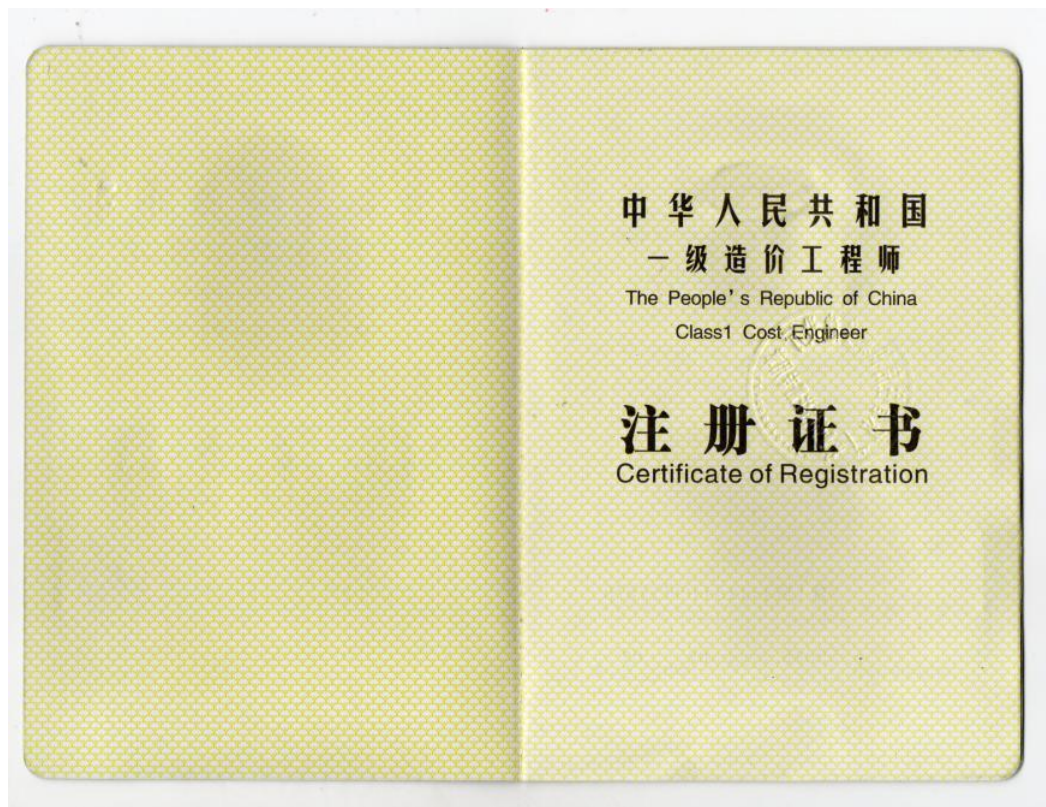 中华人民共和国
一级造价工程师
The People's Republic of China
Class1 Cost Engineer
注册证书
Certificate of Registration